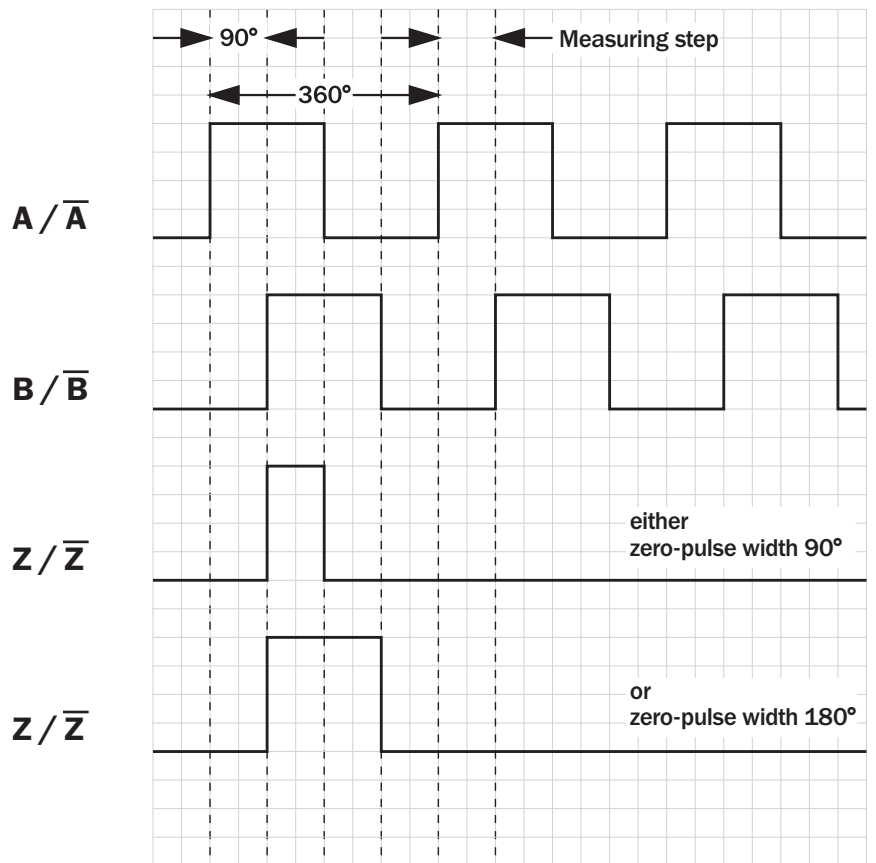 90° Measuring step
360°
A / A̅
B / B̅
Z / Z̅
either
zero-pulse width 90°
Z / Z̅
or
zero-pulse width 180°